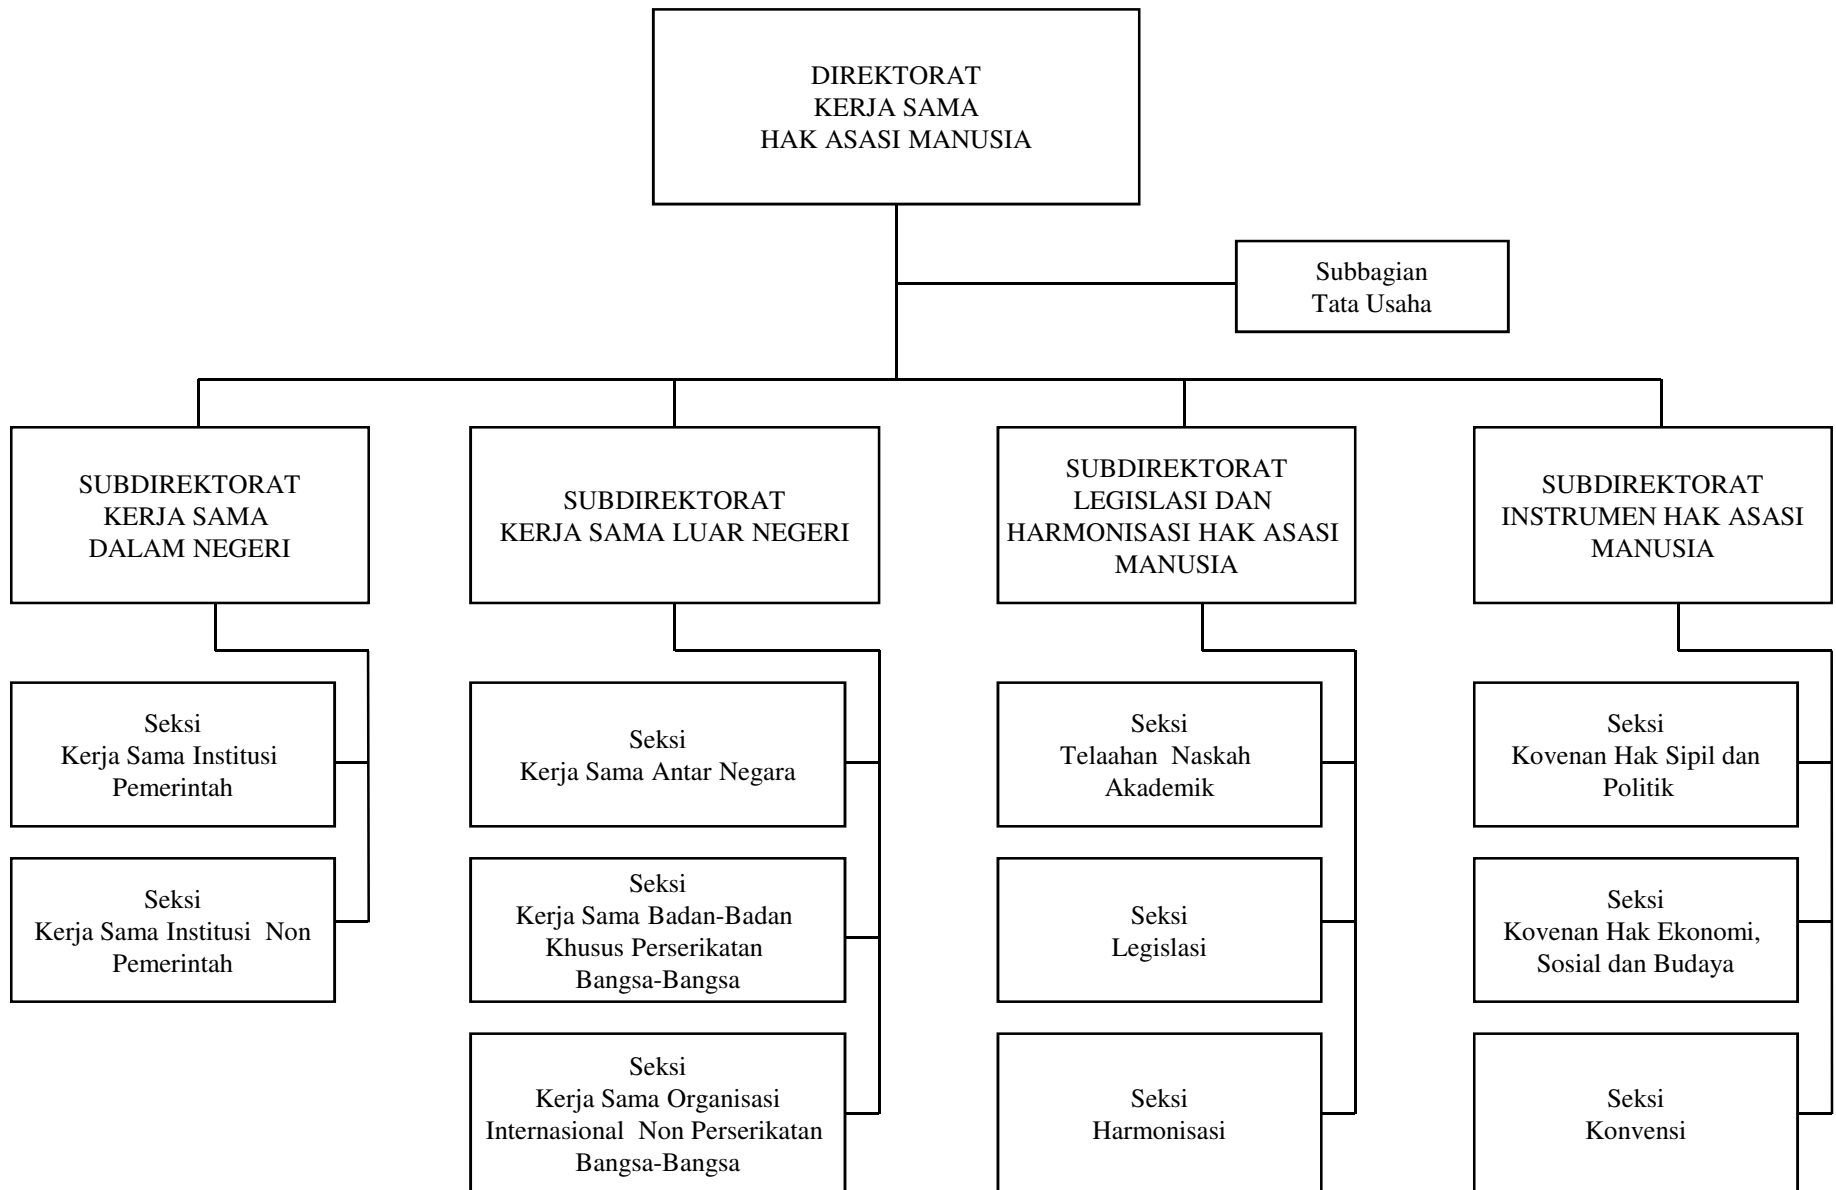 DIREKTORAT
KERJA SAMA
HAK ASASI MANUSIA
Subbagian
Tata Usaha
SUBDIREKTORAT
KERJA SAMA
DALAM NEGERI
SUBDIREKTORAT
KERJA SAMA LUAR NEGERI
SUBDIREKTORAT
LEGISLASI DAN
HARMONISASI HAK ASASI
MANUSIA
SUBDIREKTORAT
INSTRUMEN HAK ASASI
MANUSIA
Seksi
Kerja Sama Institusi
Pemerintah
Seksi
Kerja Sama Antar Negara
Seksi
Telaahan Naskah
Akademik
Seksi
Kovenan Hak Sipil dan
Politik
Seksi
Kerja Sama Institusi Non
Pemerintah
Seksi
Kerja Sama Badan-Badan
Khusus Perserikatan
Bangsa-Bangsa
Seksi
Legislasi
Seksi
Kovenan Hak Ekonomi,
Sosial dan Budaya
Seksi
Kerja Sama Organisasi
Internasional Non Perserikatan
Bangsa-Bangsa
Seksi
Harmonisasi
Seksi
Konvensi